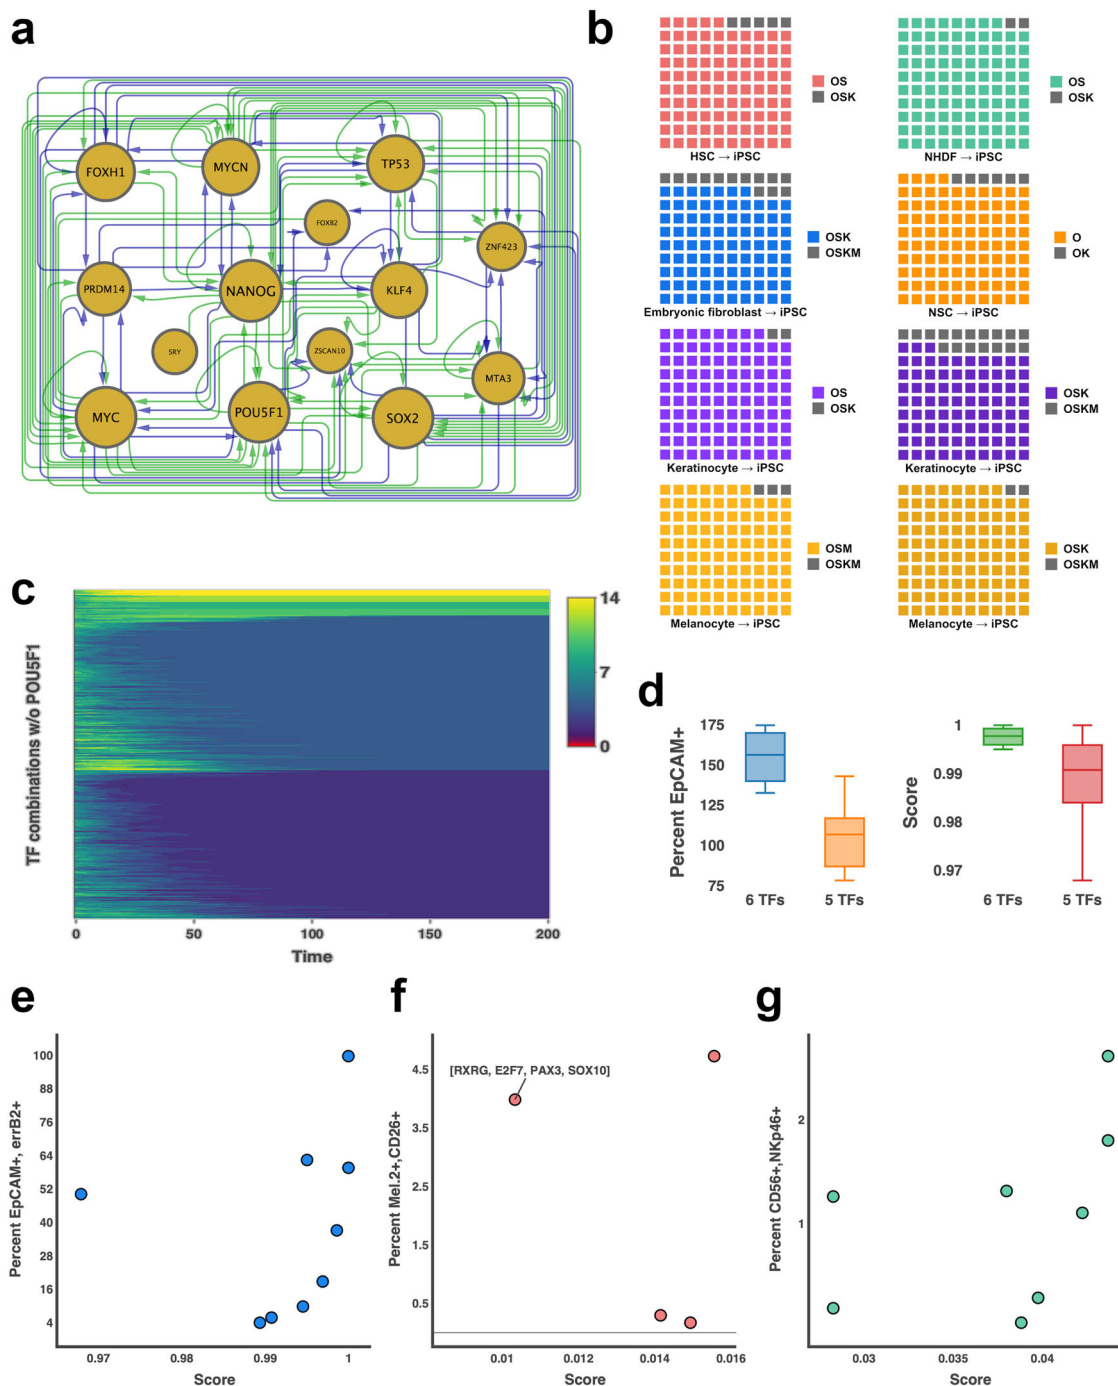 a
FOXH1
MYCN
TP53
FOXB2
ZNF423
PRDM14
NANOG
KLF4
SRY
ZSCAN10
MTA3
MYC
POU5F1
SOX2
b
OS
OSK
HSC → iPSC
OS
OSK
NHDF → iPSC
OSK
OSKM
Embryonic fibroblast → iPSC
O
OK
NSC → iPSC
OS
OSK
Keratinocyte → iPSC
OSK
OSKM
Keratinocyte → iPSC
OSM
OSKM
Melanocyte → iPSC
OSK
OSKM
Melanocyte → iPSC
c
TF combinations w/o POU5F1
14
7
0
0
50
100
150
200
Time
d
Percent EpCAM+
175
150
125
100
75
6 TFs
5 TFs
Score
1
0.99
0.98
0.97
6 TFs
5 TFs
e
Percent EpCAM+, errB2+
100
88
76
64
52
40
28
16
4
0.97
0.98
0.99
1
Score
f
Percent Mel.2+,CD26+
4.5
3.5
2.5
1.5
0.5
[RXRG, E2F7, PAX3, SOX10]
0.01
0.012
0.014
0.016
Score
g
Percent CD56+,NKp46+
2
1
0.03
0.035
0.04
Score